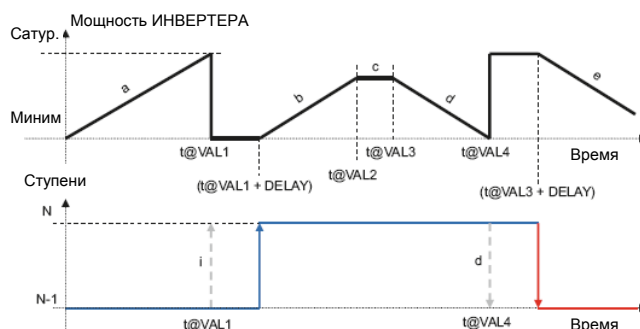 Мощность ИНВЕРТЕРА
Сатур.
c
a
b
d
e
Миним
t@VAL1
t@VAL3
t@VAL4
Время
t@VAL2
(t@VAL1 + DELAY)
(t@VAL3 + DELAY)
Ступени
N
i
d
N-1
t@VAL1
t@VAL4
Время